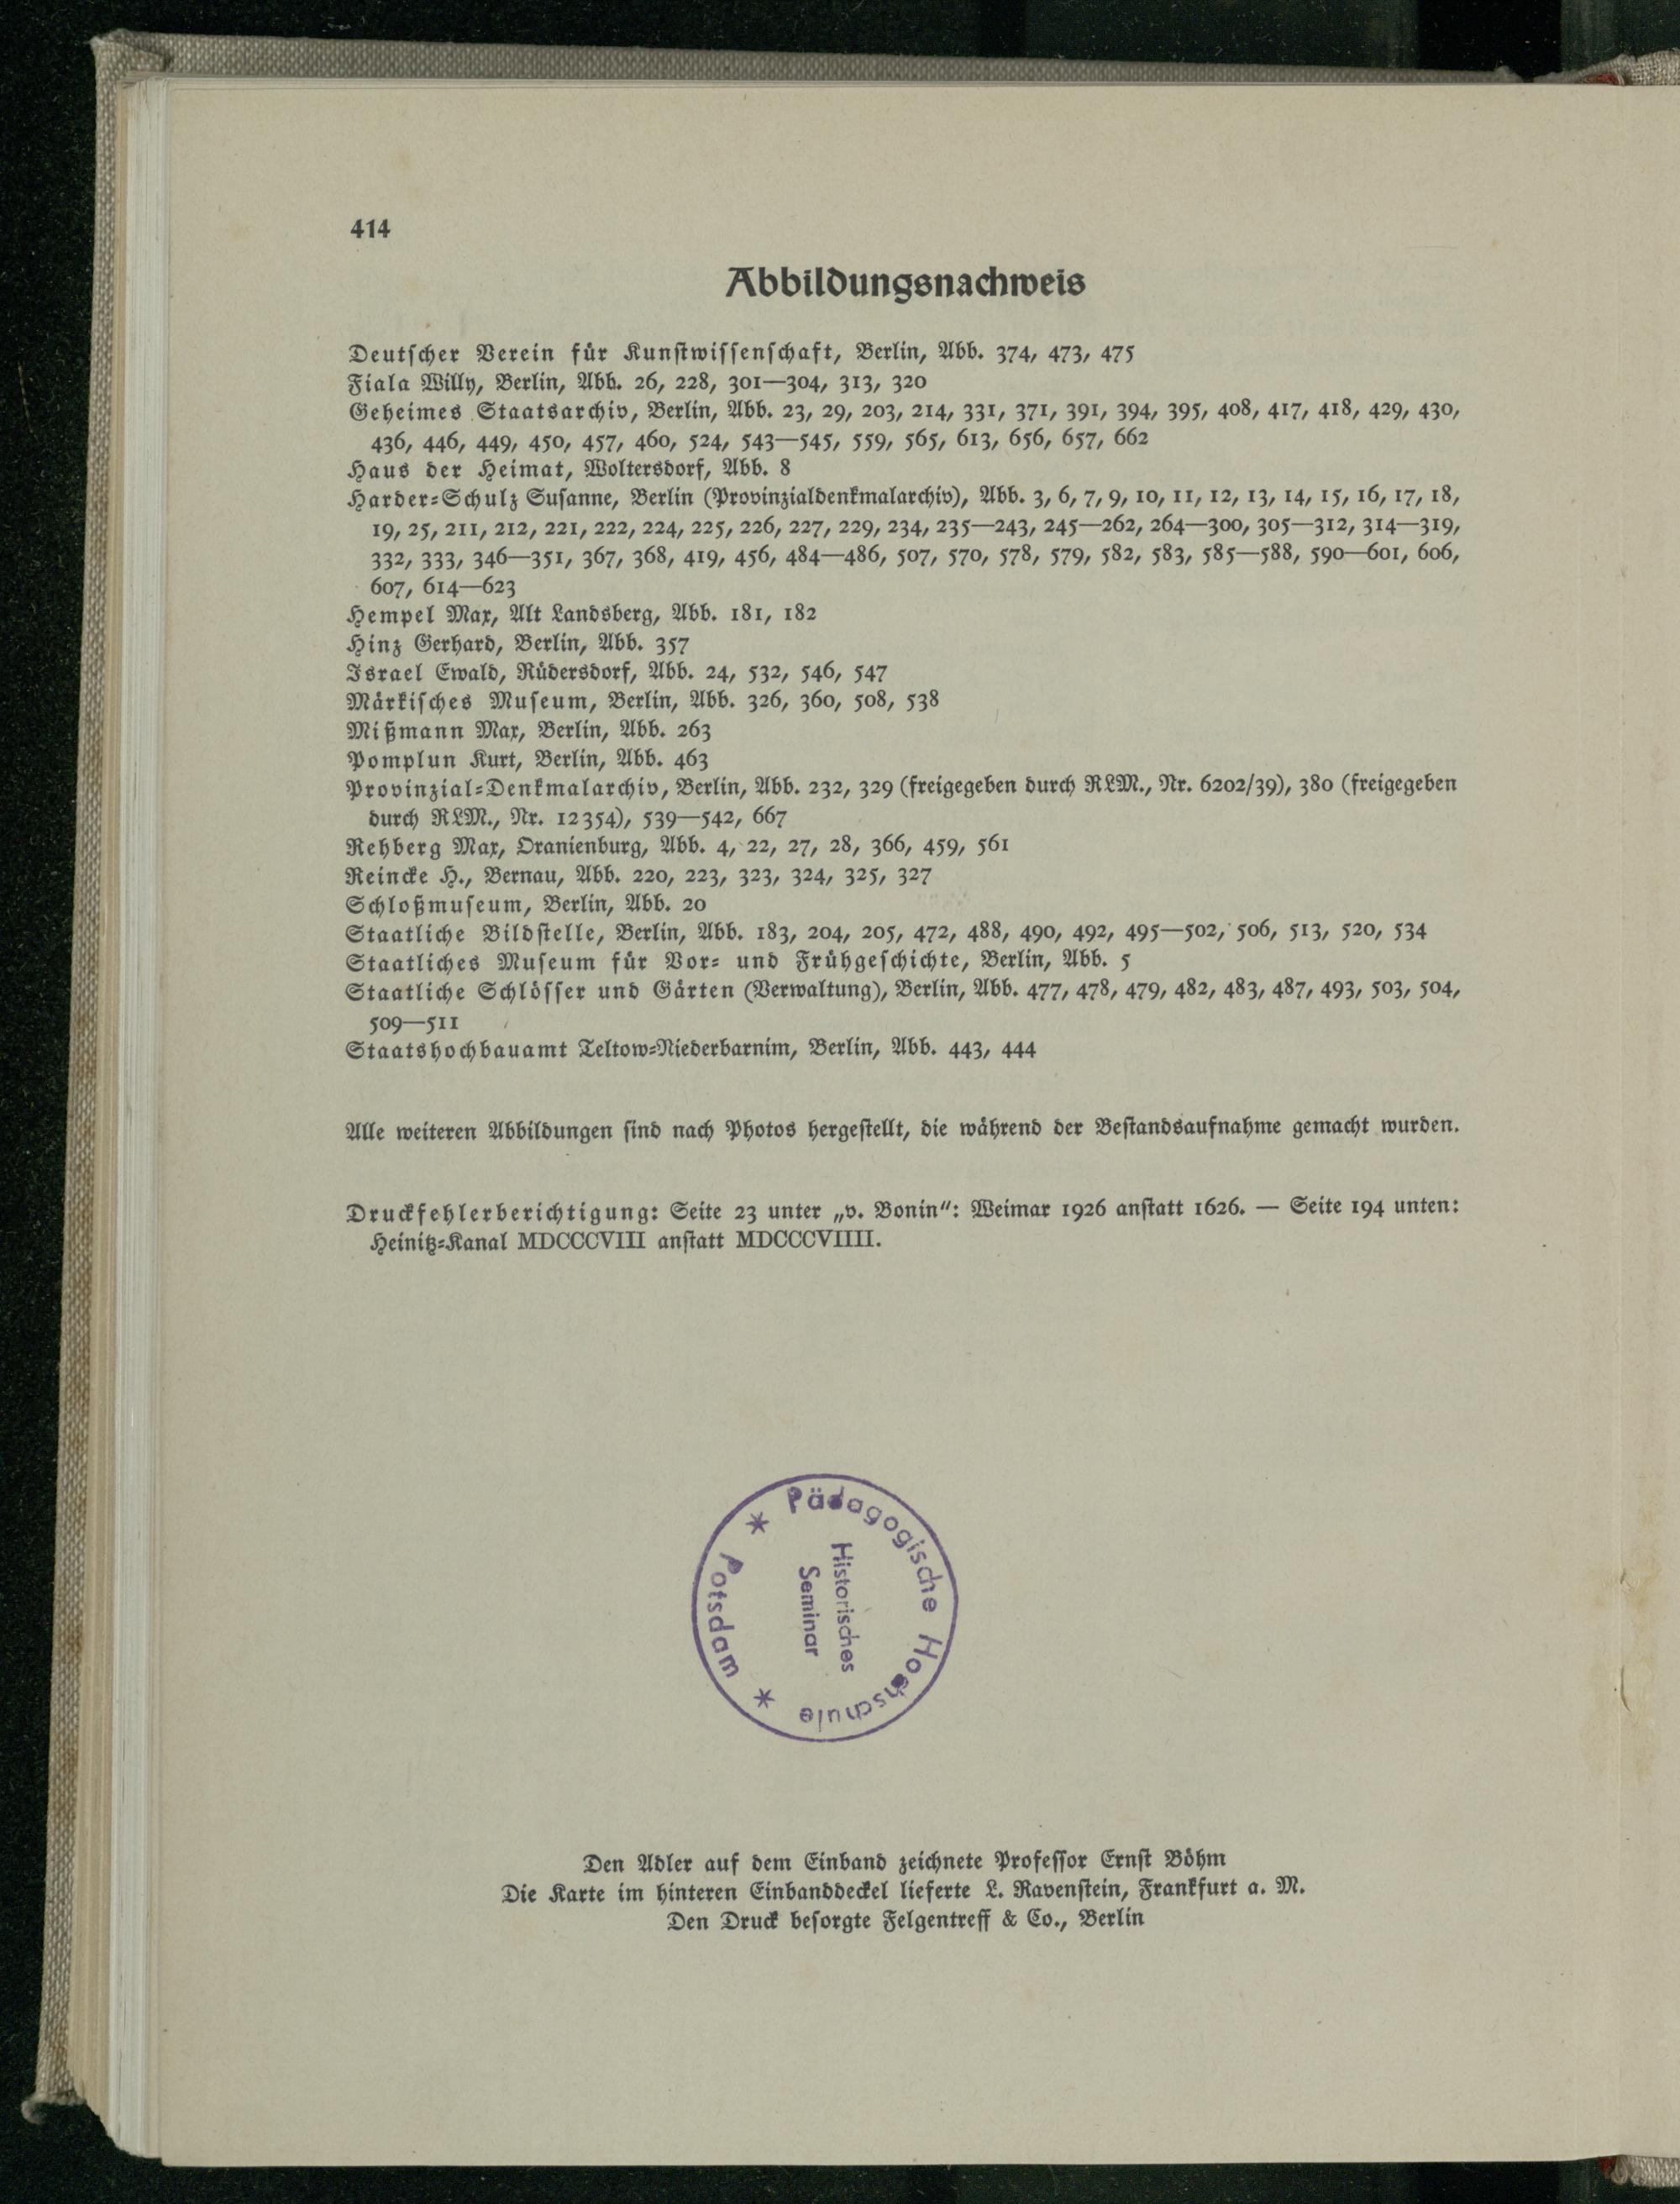 414
Abbildungsnachweis
Deutscher Verein für Kunstwissenschaft, Berlin, Abb. 374, 473, 475
Fiala Willy, Berlin, Abb. 26, 228, 301—304, 313, 320
Geheimes Staatsarchiv, Berlin, Abb. 23, 29, 203, 214, 331, 371, 391, 394, 395, 408, 417, 418, 429, 430,
436, 446, 449, 450, 457, 460, 524, 543—545, 559, 565, 613, 656, 657, 662
Haus der Heimat, Woltersdorf, Abb. 8
Harder-Schulz Susanne, Berlin (Provinzialdenkmalarchiv), Abb. 3, 6, 7, 9, 10, 11, 12, 13, 14, 15, 16, 17, 18,
19, 25, 211, 212, 221, 222, 224, 225, 226, 227, 229, 234, 235—243, 245—262, 264—300, 305—312, 314—319,
332, 333, 346—351, 367, 368, 419, 456, 484—486, 507, 570, 578, 579, 582, 583, 585—588, 590—601, 606,
607, 614—623
Hempel Max, Alt Landsberg, Abb. 181, 182
Hinz Gerhard, Berlin, Abb. 357
Israel Ewald, Rüdersdorf, Abb. 24, 532, 546, 547
Märkisches Museum, Berlin, Abb. 326, 360, 508, 538
Mißmann Max, Berlin, Abb. 263
Pomplun Kurt, Berlin, Abb. 463
Provinzial-Denkmalarchiv, Berlin, Abb. 232, 329 (freigegeben durch RLM., Nr. 6202/39), 380 (freigegeben
durch RLM., Nr. 12354), 539—542, 667
Rehberg Max, Oranienburg, Abb. 4, 22, 27, 28, 366, 459, 561
Reincke H., Bernau, Abb. 220, 223, 323, 324, 325, 327
Schloßmuseum, Berlin, Abb. 20
Staatliche Bildstelle, Berlin, Abb. 183, 204, 205, 472, 488, 490, 492, 495—502, 506, 513, 520, 534
Staatliches Museum für Vor- und Frühgeschichte, Berlin, Abb. 5
Staatliche Schlösser und Gärten (Verwaltung), Berlin, Abb. 477, 478, 479, 482, 483, 487, 493, 503, 504,
509—511
Staatshochbauamt Teltow-Niederbarnim, Berlin, Abb. 443, 444
Alle weiteren Abbildungen sind nach Photos hergestellt, die während der Bestandsaufnahme gemacht wurden.
Druckfehlerberichtigung: Seite 23 unter „v. Bonin“: Weimar 1926 anstatt 1626. — Seite 194 unten:
Heinitz-Kanal MDCCCVIII anstatt MDCCCVIIII.
Pädagogische Hochschule
Historisches
Seminar
* Potsdam *
Den Adler auf dem Einband zeichnete Professor Ernst Böhm
Die Karte im hinteren Einbanddeckel lieferte L. Ravenstein, Frankfurt a. M.
Den Druck besorgte Felgentreff & Co., Berlin